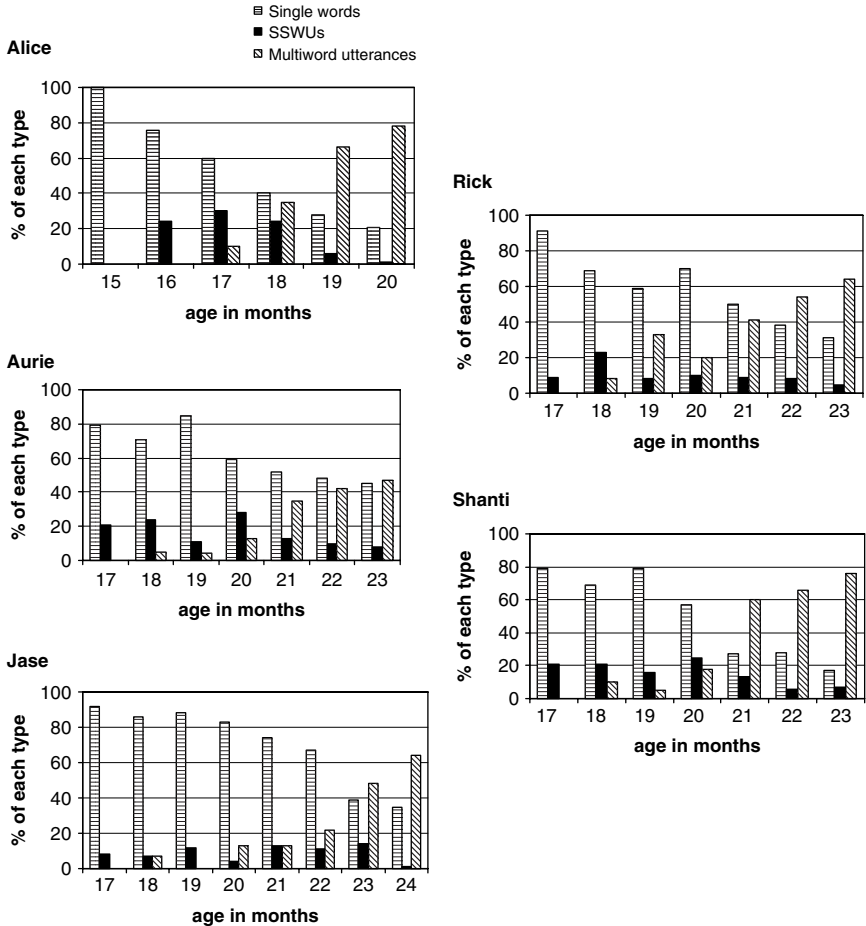 Single words
SSWUs
Multiword utterances
Alice
% of each type
100
80
60
40
20
0
15 16 17 18 19 20
age in months
Aurie
% of each type
100
80
60
40
20
0
17 18 19 20 21 22 23
age in months
Jase
% of each type
100
80
60
40
20
0
17 18 19 20 21 22 23 24
age in months
Rick
% of each type
100
80
60
40
20
0
17 18 19 20 21 22 23
age in months
Shanti
% of each type
100
80
60
40
20
0
17 18 19 20 21 22 23
age in months